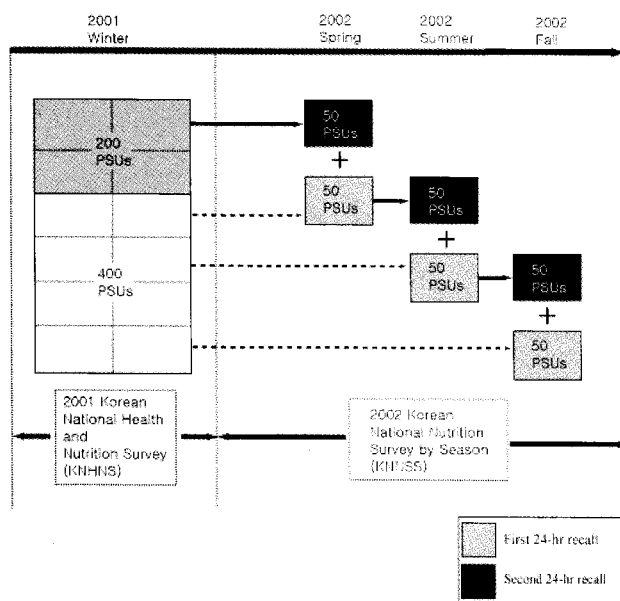 2001
Winter
2002
Spring
2002
Summer
2002
Fall
200
PSUs
50
PSUs
+
50
PSUs
50
PSUs
+
400
PSUs
50
PSUs
50
PSUs
+
50
PSUs
2001 Korean
National Health
and
Nutrition Survey
(KNHNS)
2002 Korean
National Nutrition
Survey by Season
(KNNSS)
First 24-hr recall
Second 24-hr recall